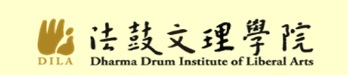 法鼓文理學院
DILA
Dharma Drum Institute of Liberal Arts